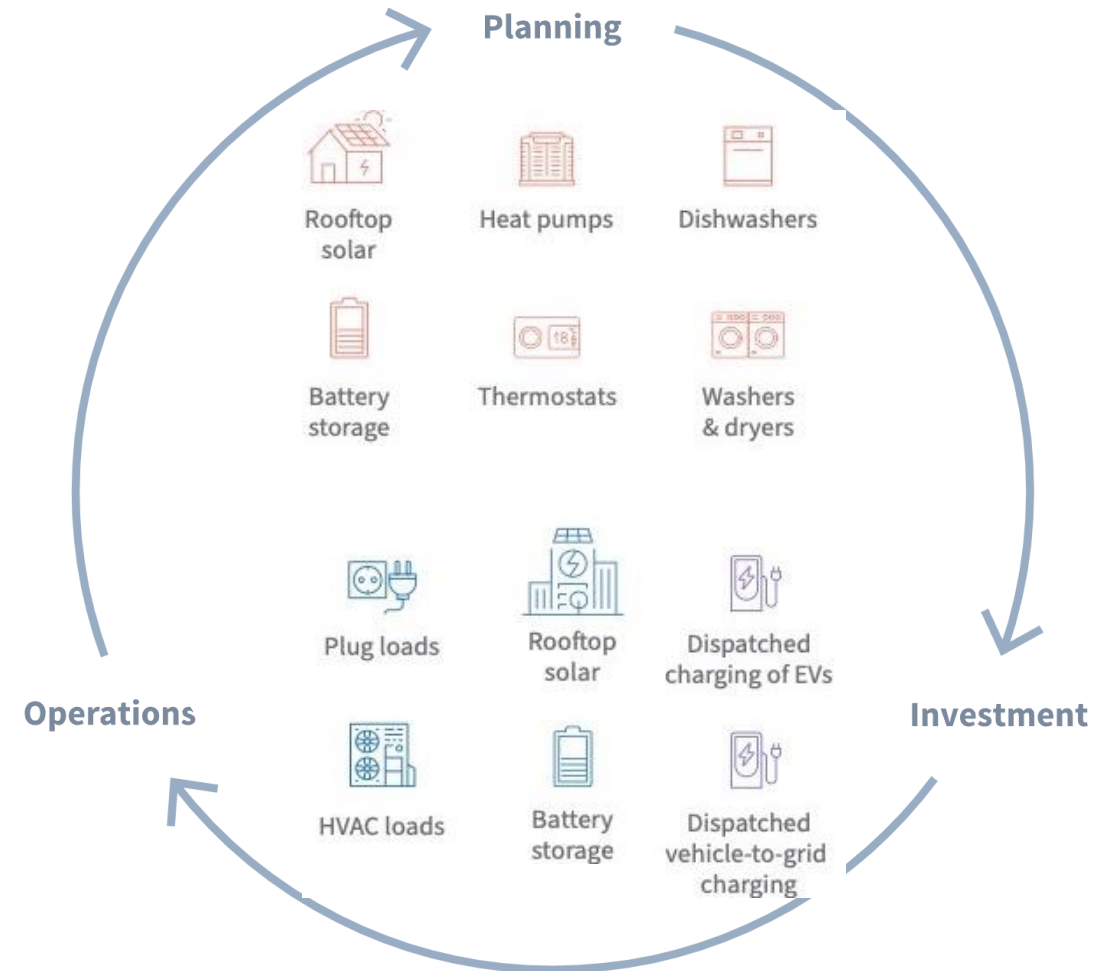 Planning
Rooftop
solar
Heat pumps
Dishwashers
18
Battery
storage
Thermostats
Washers
& dryers
Plug loads
Rooftop
solar
Dispatched
charging of EVs
Operations
Investment
HVAC loads
Battery
storage
Dispatched
vehicle-to-grid
charging